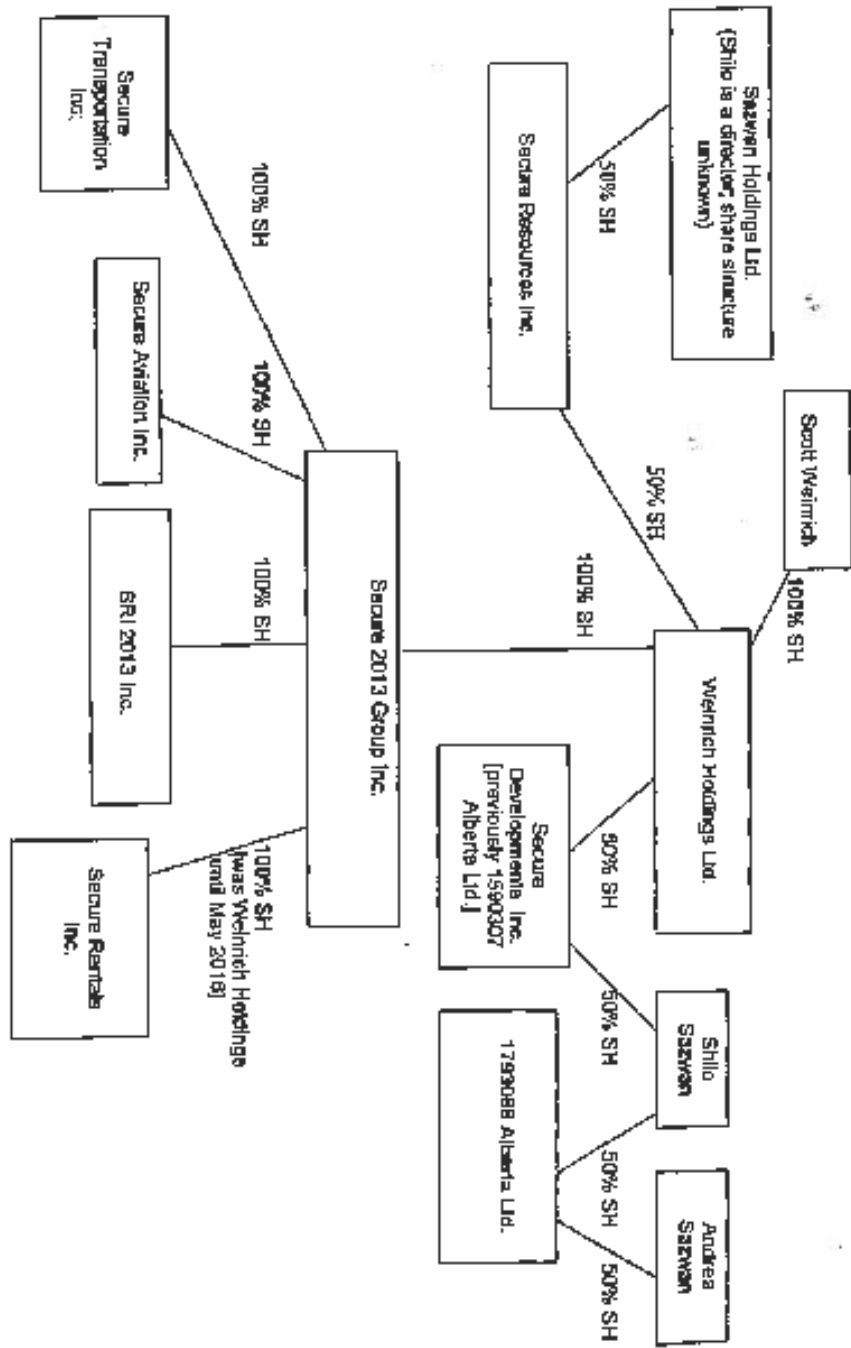 Scott Weinrich
100% SH
Sazwan Holdings Ltd.
(Shilo is a director, share structure
unknown)
Weinrich Holdings Ltd.
Shilo
Sazwan
Andrea
Sazwan
50% SH
50% SH
100% SH
50% SH
50% SH
50% SH
50% SH
Secure Resources Inc.
Secure
Developments Inc.
[previously 1590307
Alberta Ltd.]
1793088 Alberta Ltd.
Secure 2013 Group Inc.
100% SH
100% SH
100% SH
100% SH
[was Weinrich Holdings
until May 2016]
Secure
Transportation
Inc.
Secure Aviation Inc.
SRI 2013 Inc.
Secure Rentals
Inc.